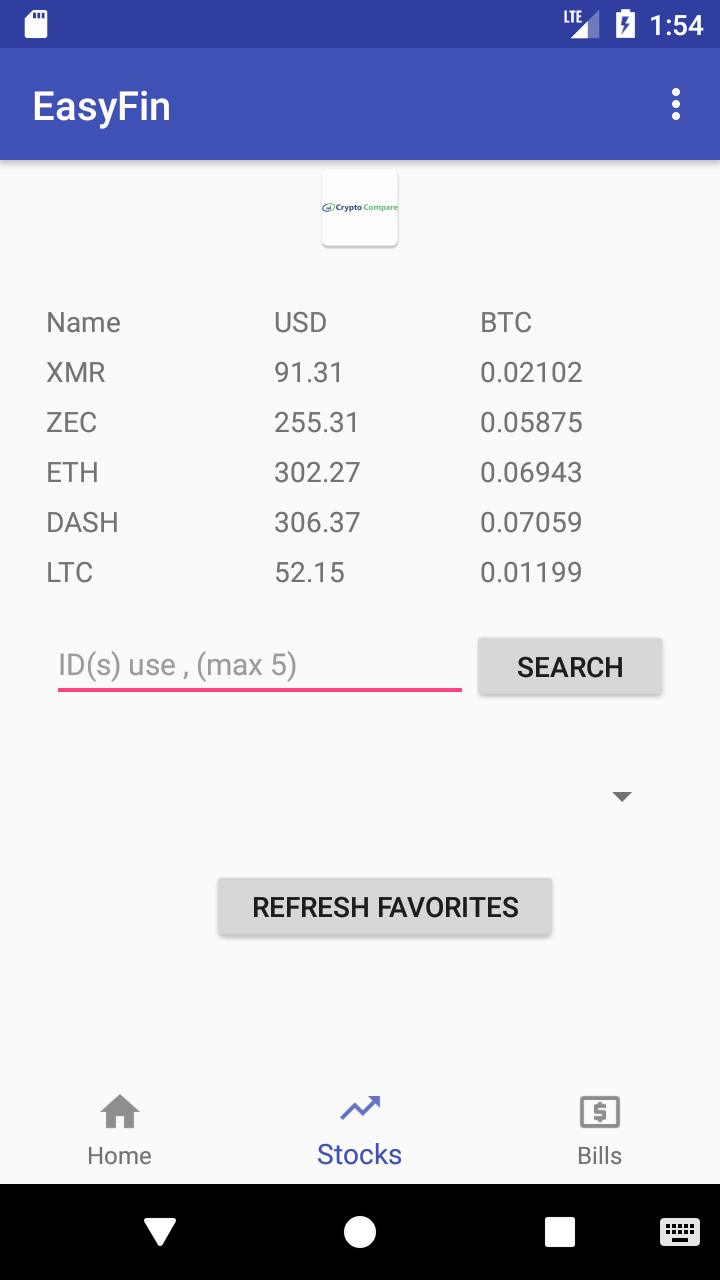 LTE 1:54
EasyFin
Crypto Compare
Name USD BTC
XMR 91.31 0.02102
ZEC 255.31 0.05875
ETH 302.27 0.06943
DASH 306.37 0.07059
LTC 52.15 0.01199
ID(s) use , (max 5) SEARCH
REFRESH FAVORITES
Home Stocks Bills